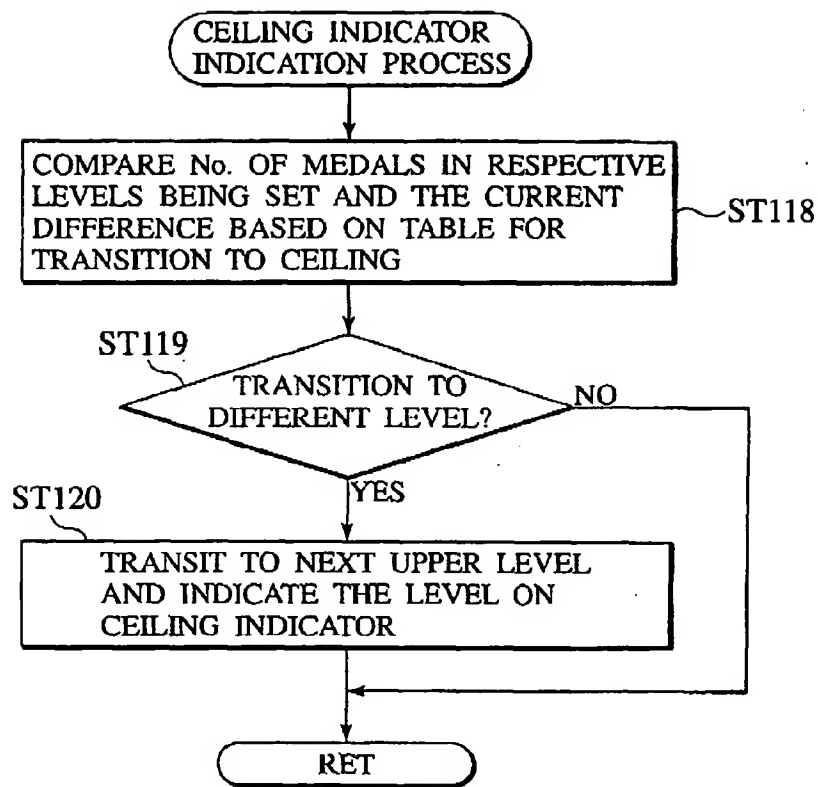 CEILING INDICATOR
INDICATION PROCESS
COMPARE No. OF MEDALS IN RESPECTIVE
LEVELS BEING SET AND THE CURRENT
DIFFERENCE BASED ON TABLE FOR
TRANSITION TO CEILING
ST118
ST119
TRANSITION TO
DIFFERENT LEVEL?
NO
YES
ST120
TRANSIT TO NEXT UPPER LEVEL
AND INDICATE THE LEVEL ON
CEILING INDICATOR
RET